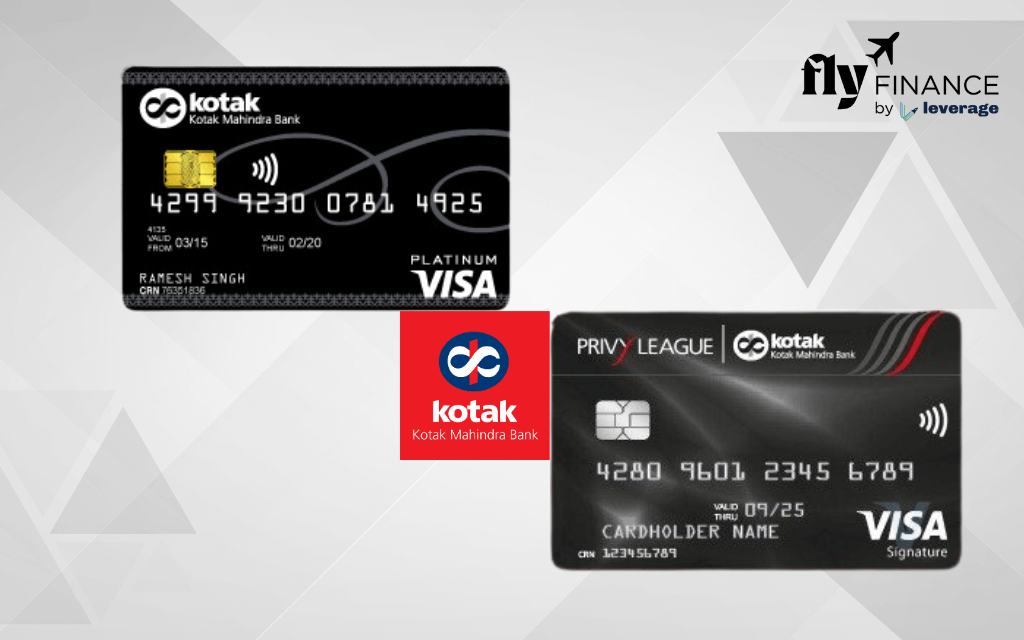 fly FINANCE
by leverage
kotak
Kotak Mahindra Bank
4299 9230 0781 4925
4135
VALID FROM 03/15 VALID THRU 02/20
RAMESH SINGH
CRN 76351836
PLATINUM
VISA
kotak
Kotak Mahindra Bank
PRIVY LEAGUE kotak
Kotak Mahindra Bank
4280 9601 2345 6789
VALID THRU 09/25
CARDHOLDER NAME
CRN 123456789
VISA
Signature